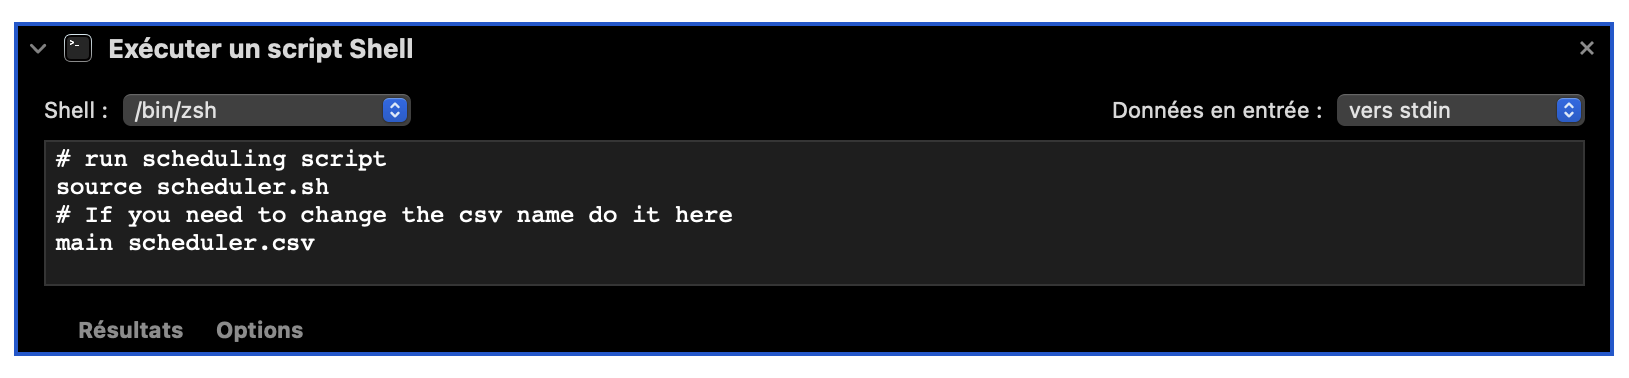 Exécuter un script Shell
Shell : /bin/zsh Données en entrée : vers stdin
# run scheduling script
source scheduler.sh
# If you need to change the csv name do it here
main scheduler.csv
Résultats Options